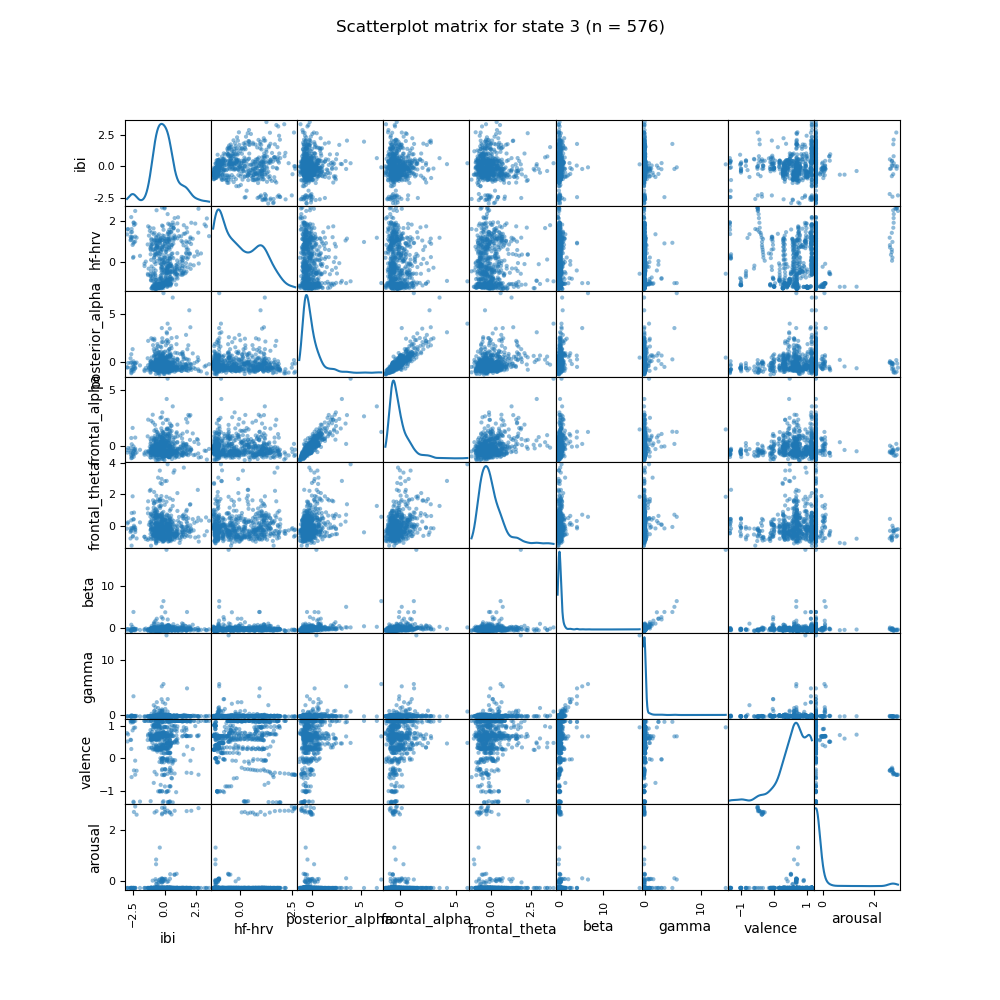 Scatterplot matrix for state 3 (n = 576)
ibi
2.5
0.0
−2.5
hf-hrv
2
0
posterior_alpha
5
0
frontal_alpha
5
0
frontal_theta
4
2
0
beta
10
0
gamma
10
0
valence
1
0
−1
arousal
2
0
−2.5 0.0 2.5 0.0 2.5 0 5 0 5 0.0 2.5 0 10 0 10 −1 0 1 0 2
ibi hf-hrv posterior_alpha frontal_alpha frontal_theta beta gamma valence arousal